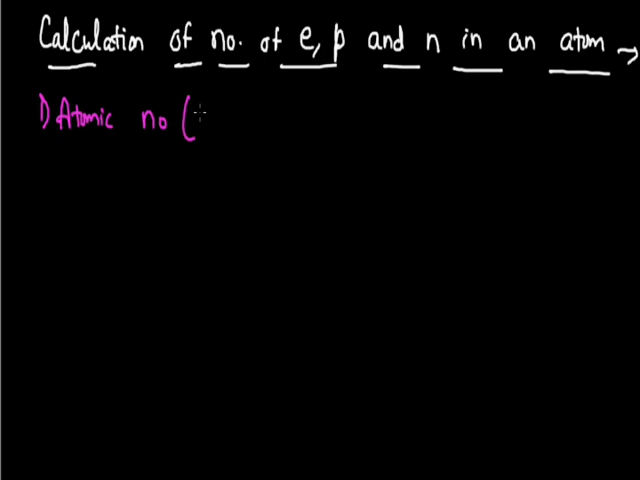 Calculation of no. of e, p and n in an atom →
1) Atomic no (